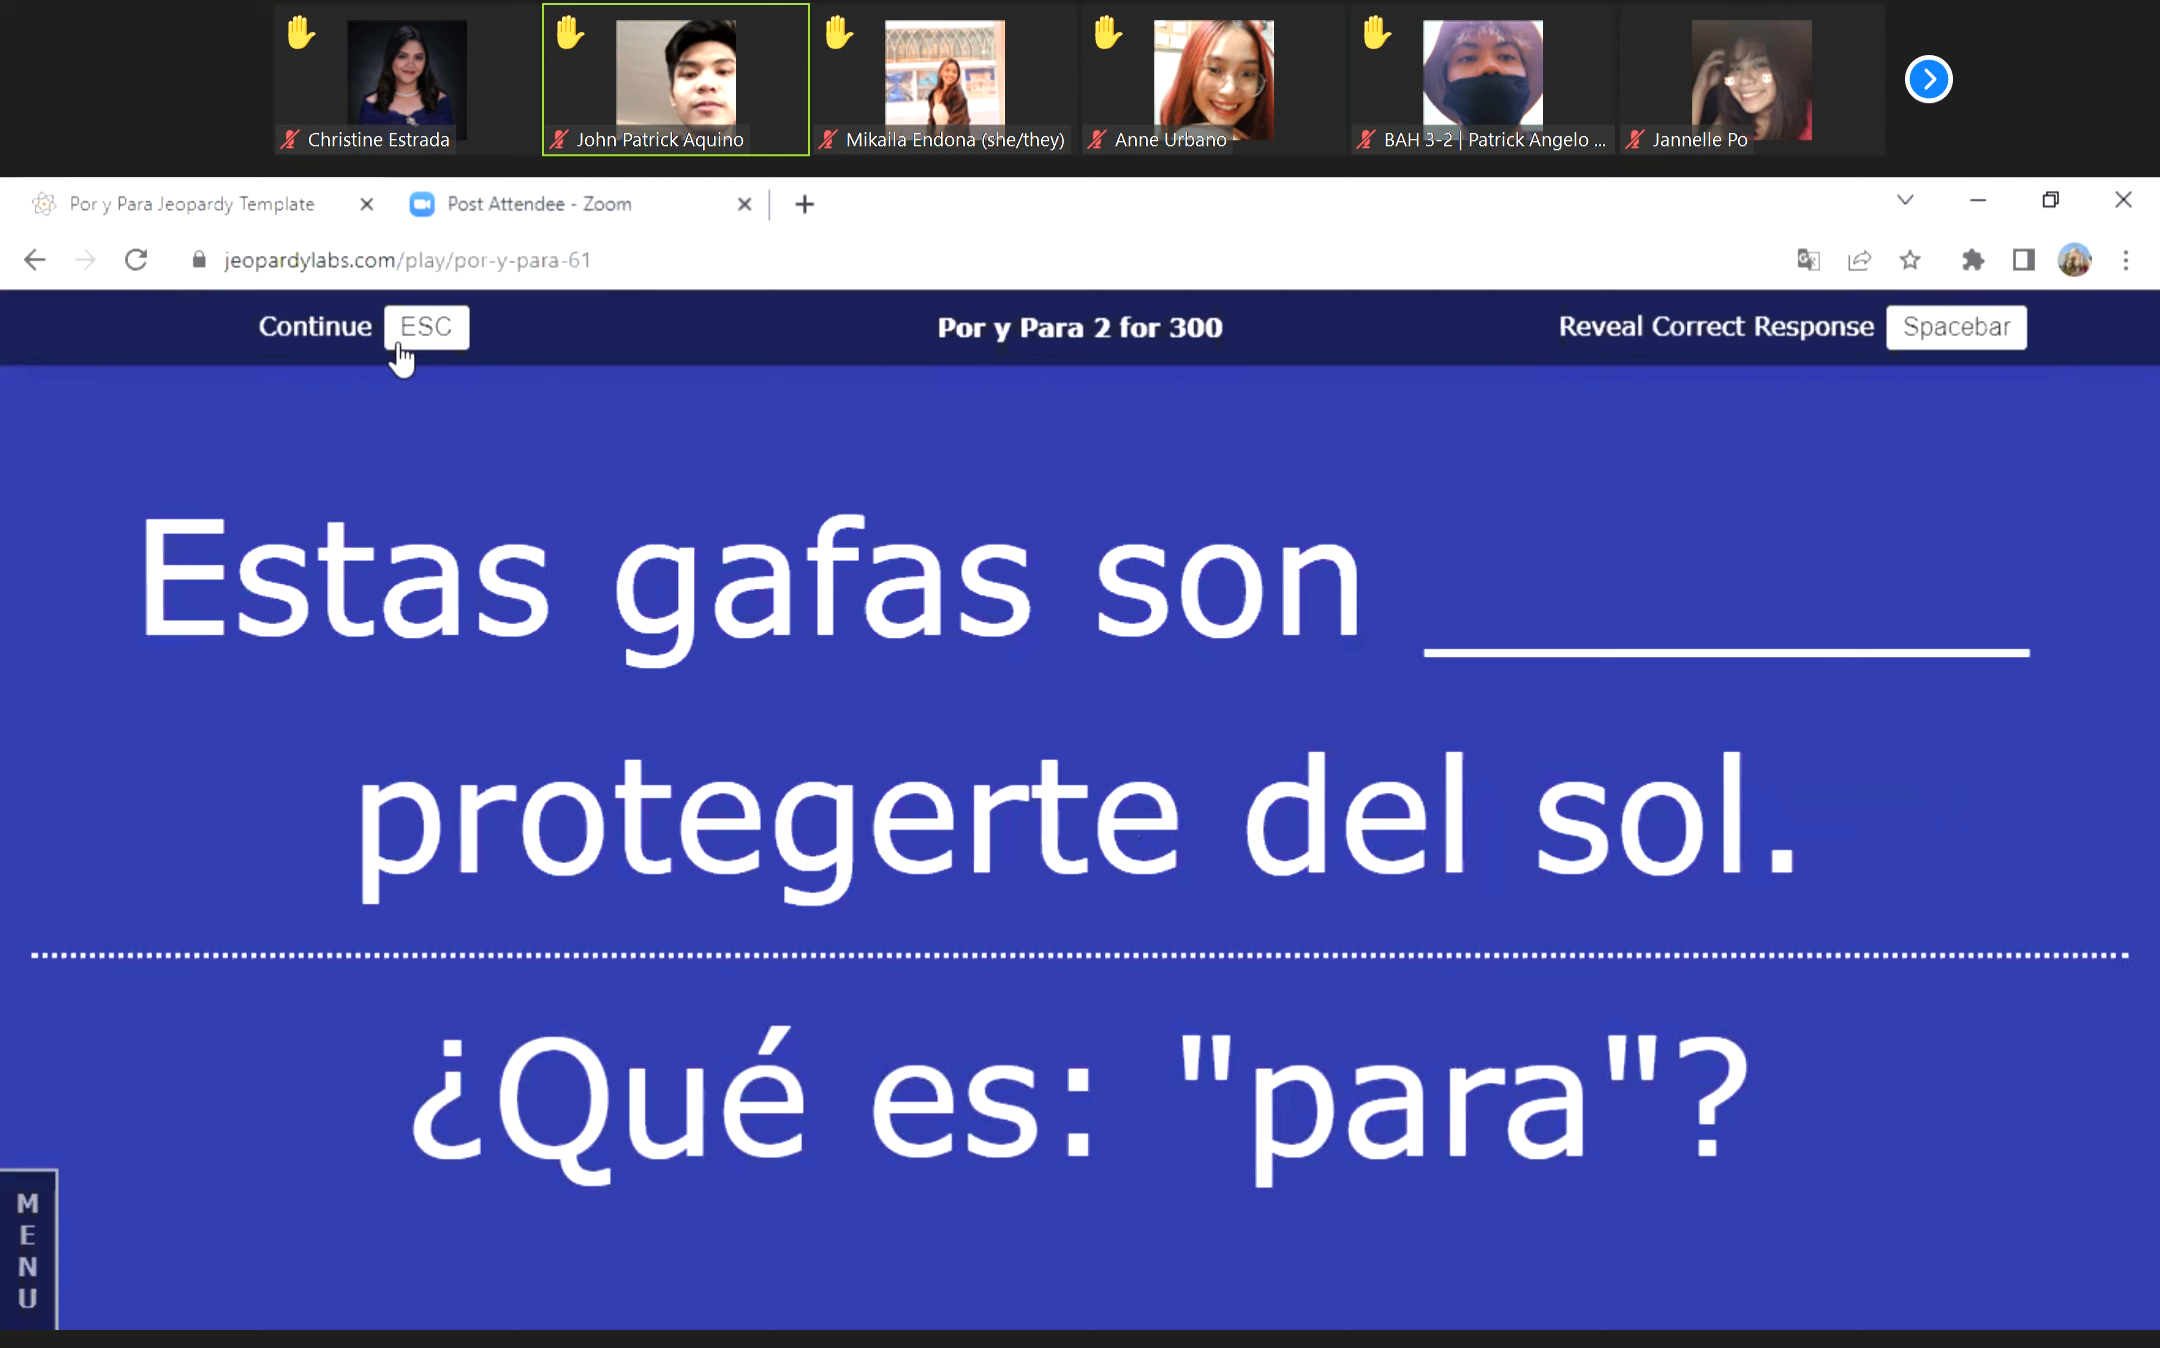 Christine Estrada
John Patrick Aquino
Mikaila Endona (she/they)
Anne Urbano
BAH 3-2 | Patrick Angelo ...
Jannelle Po
Por y Para Jeopardy Template
Post Attendee - Zoom
jeopardylabs.com/play/por-y-para-61
Continue ESC
Por y Para 2 for 300
Reveal Correct Response Spacebar
Estas gafas son ____________
protegerte del sol.
¿Qué es: "para"?
MENU